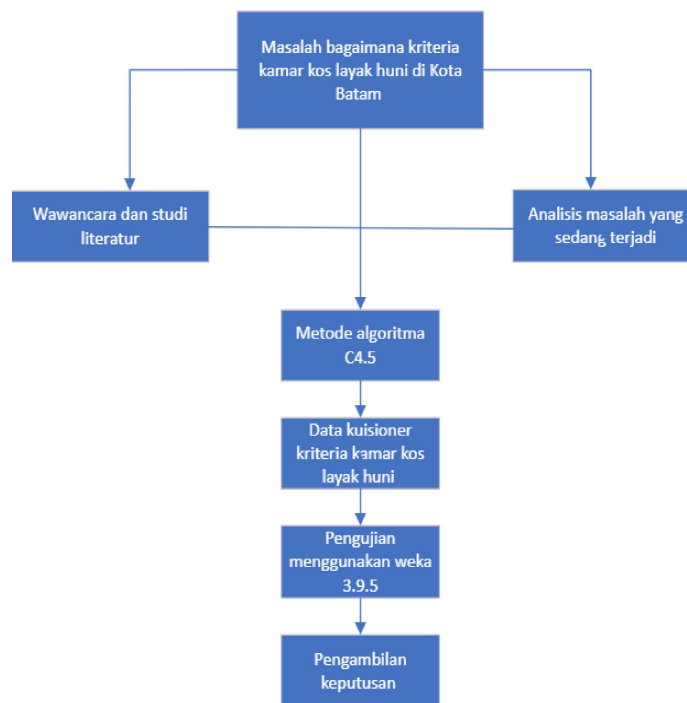 Masalah bagaimana kriteria
kamar kos layak huni di Kota
Batam
Wawancara dan studi
literatur
Analisis masalah yang
sedang terjadi
Metode algoritma
C4.5
Data kuisioner
kriteria kamar kos
layak huni
Pengujian
menggunakan weka
3.9.5
Pengambilan
keputusan